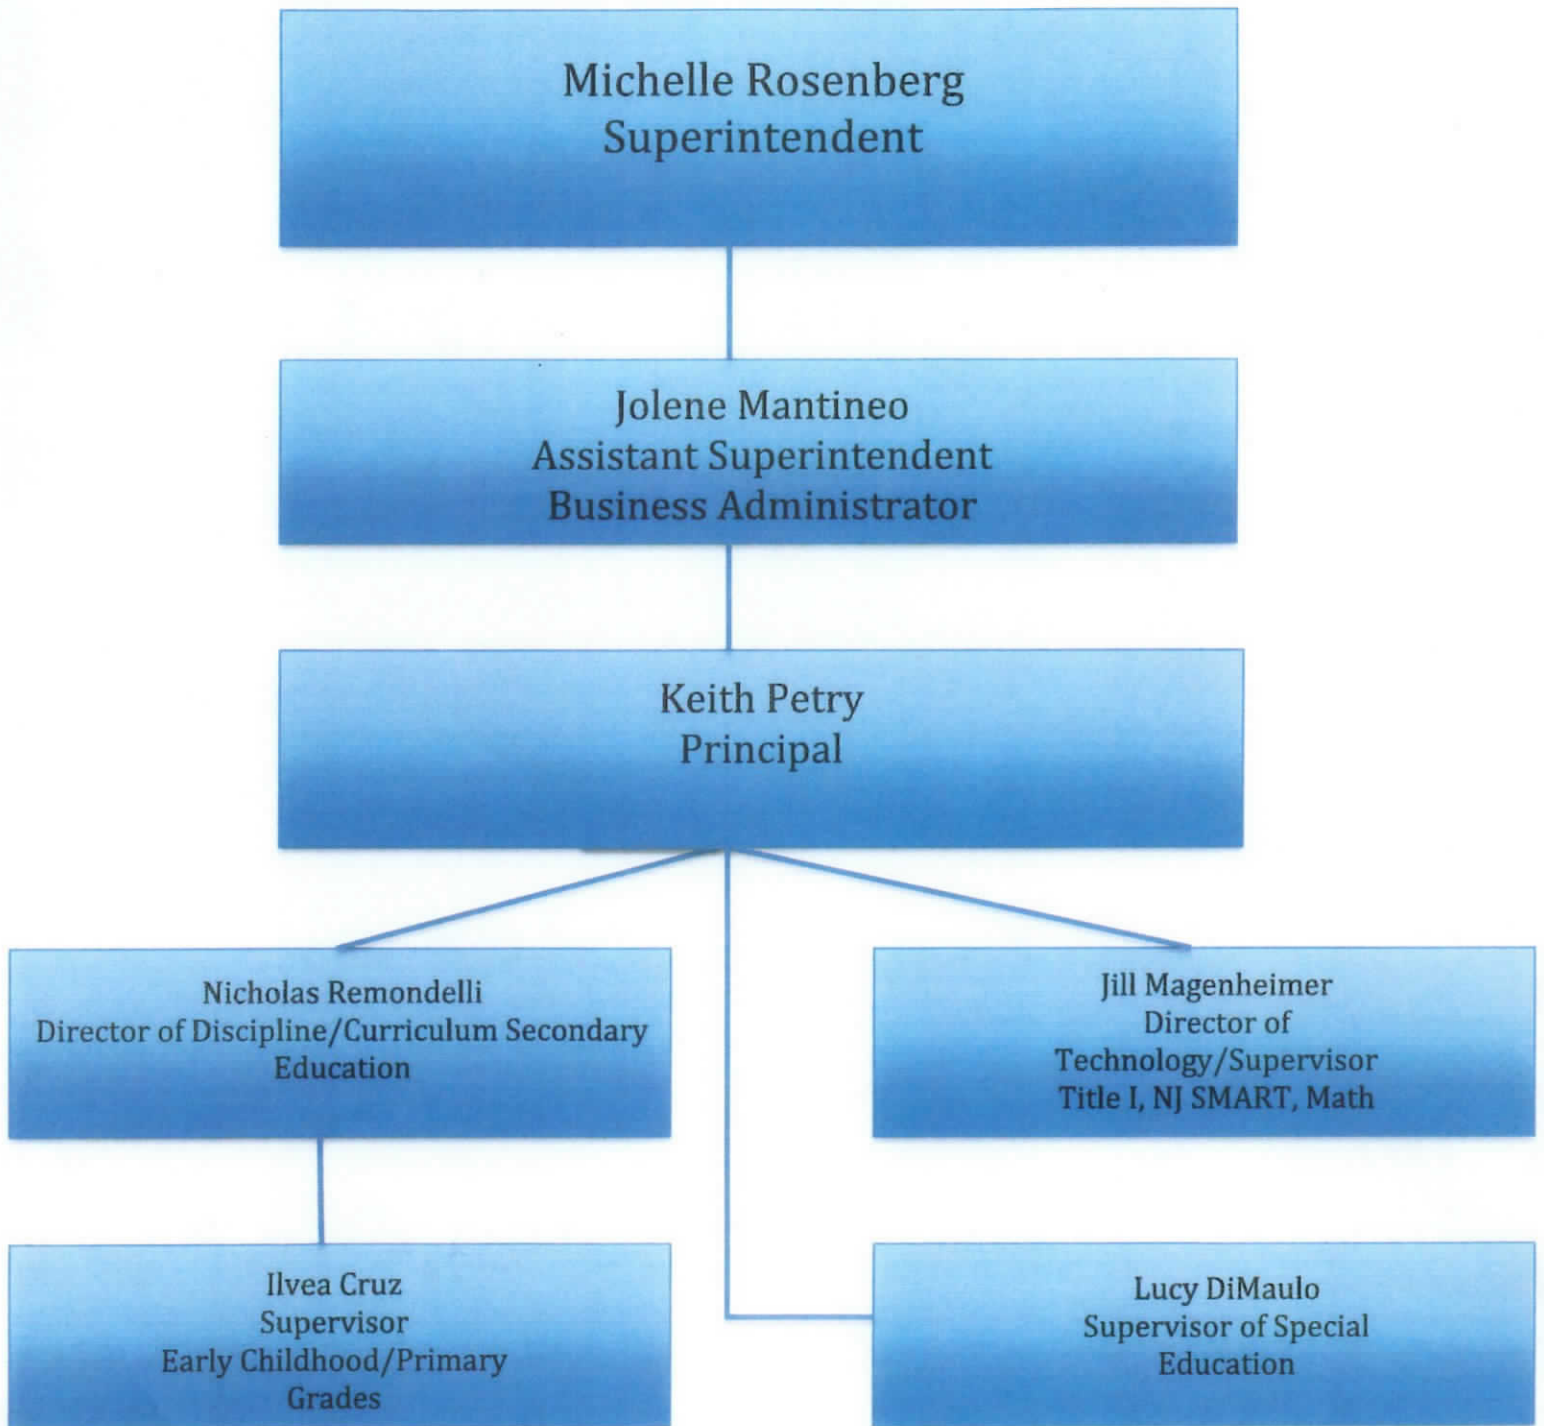 Michelle Rosenberg
Superintendent
Jolene Mantineo
Assistant Superintendent
Business Administrator
Keith Petry
Principal
Nicholas Remondelli
Director of Discipline/Curriculum Secondary
Education
Jill Magenheimer
Director of
Technology/Supervisor
Title I, NJ SMART, Math
Ilvea Cruz
Supervisor
Early Childhood/Primary
Grades
Lucy DiMaulo
Supervisor of Special
Education